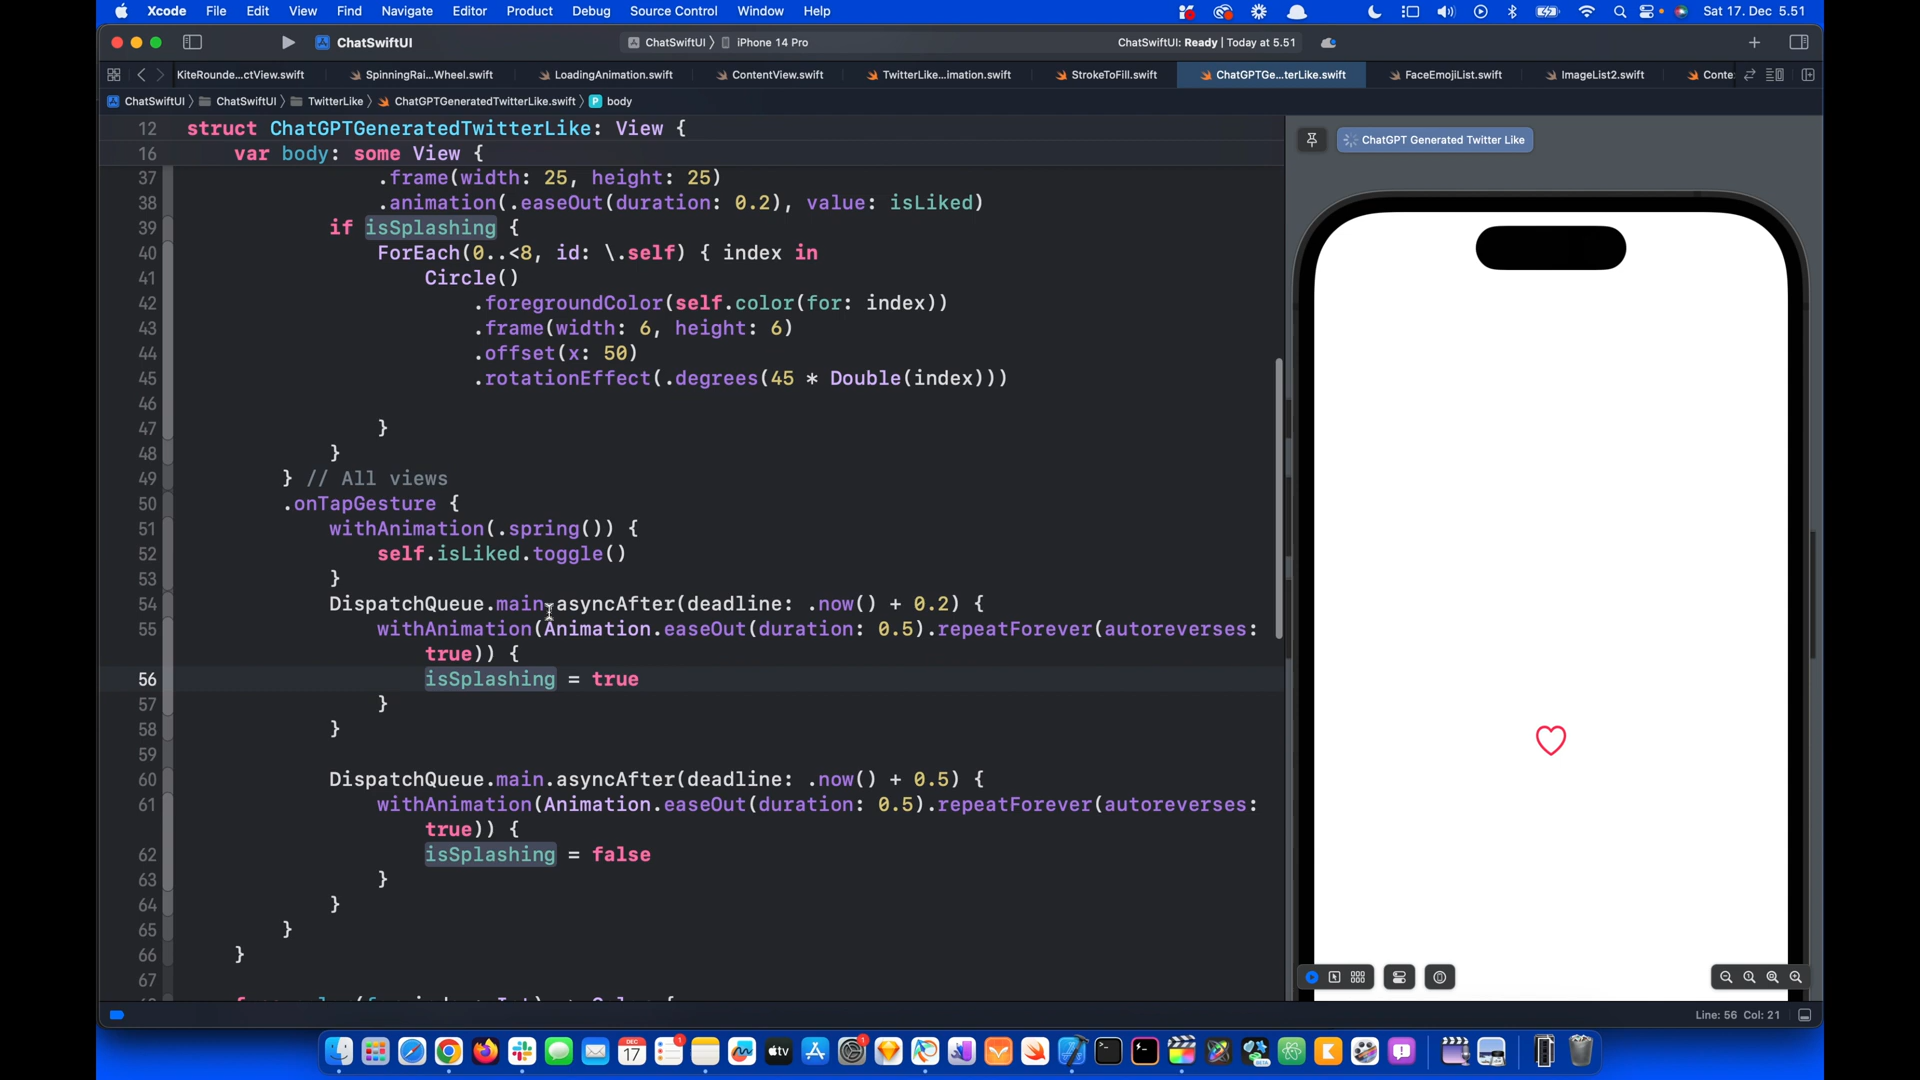 Xcode File Edit View Find Navigate Editor Product Debug Source Control Window Help Sat 17. Dec 5.51
ChatSwiftUI ChatSwiftUI 〉 iPhone 14 Pro ChatSwiftUI: Ready | Today at 5.51
KiteRounde...ctView.swift SpinningRai...Wheel.swift LoadingAnimation.swift ContentView.swift TwitterLike...imation.swift StrokeToFill.swift ChatGPTGe...terLike.swift FaceEmojiList.swift ImageList2.swift Conte
ChatSwiftUI 〉 ChatSwiftUI 〉 TwitterLike 〉 ChatGPTGeneratedTwitterLike.swift 〉 P body
12 struct ChatGPTGeneratedTwitterLike: View {
16 var body: some View {
37 .frame(width: 25, height: 25)
38 .animation(.easeOut(duration: 0.2), value: isLiked)
39 if isSplashing {
40 ForEach(0..<8, id: \.self) { index in
41 Circle()
42 .foregroundColor(self.color(for: index))
43 .frame(width: 6, height: 6)
44 .offset(x: 50)
45 .rotationEffect(.degrees(45 * Double(index)))
46
47 }
48 }
49 } // All views
50 .onTapGesture {
51 withAnimation(.spring()) {
52 self.isLiked.toggle()
53 }
54 DispatchQueue.main.asyncAfter(deadline: .now() + 0.2) {
55 withAnimation(Animation.easeOut(duration: 0.5).repeatForever(autoreverses:
true)) {
56 isSplashing = true
57 }
58 }
59
60 DispatchQueue.main.asyncAfter(deadline: .now() + 0.5) {
61 withAnimation(Animation.easeOut(duration: 0.5).repeatForever(autoreverses:
true)) {
62 isSplashing = false
63 }
64 }
65 }
66 }
67
ChatGPT Generated Twitter Like
Line: 56 Col: 21
DEC
17
1
tv
1
BETA